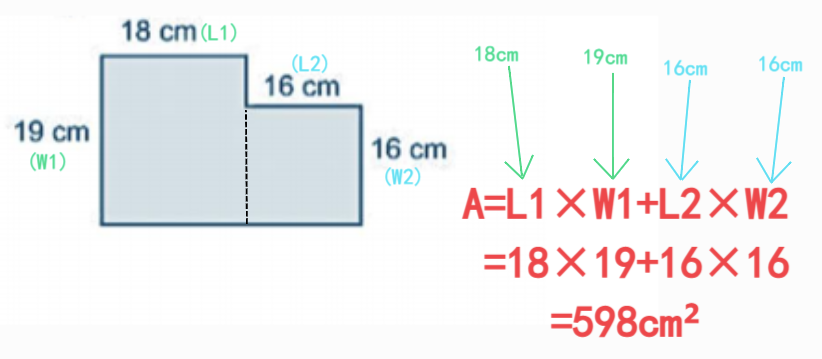 18 cm(L1)
(L2)
16 cm
19 cm
(W1)
16 cm
(W2)
18cm 19cm 16cm 16cm
A=L1×W1+L2×W2
=18×19+16×16
=598cm²